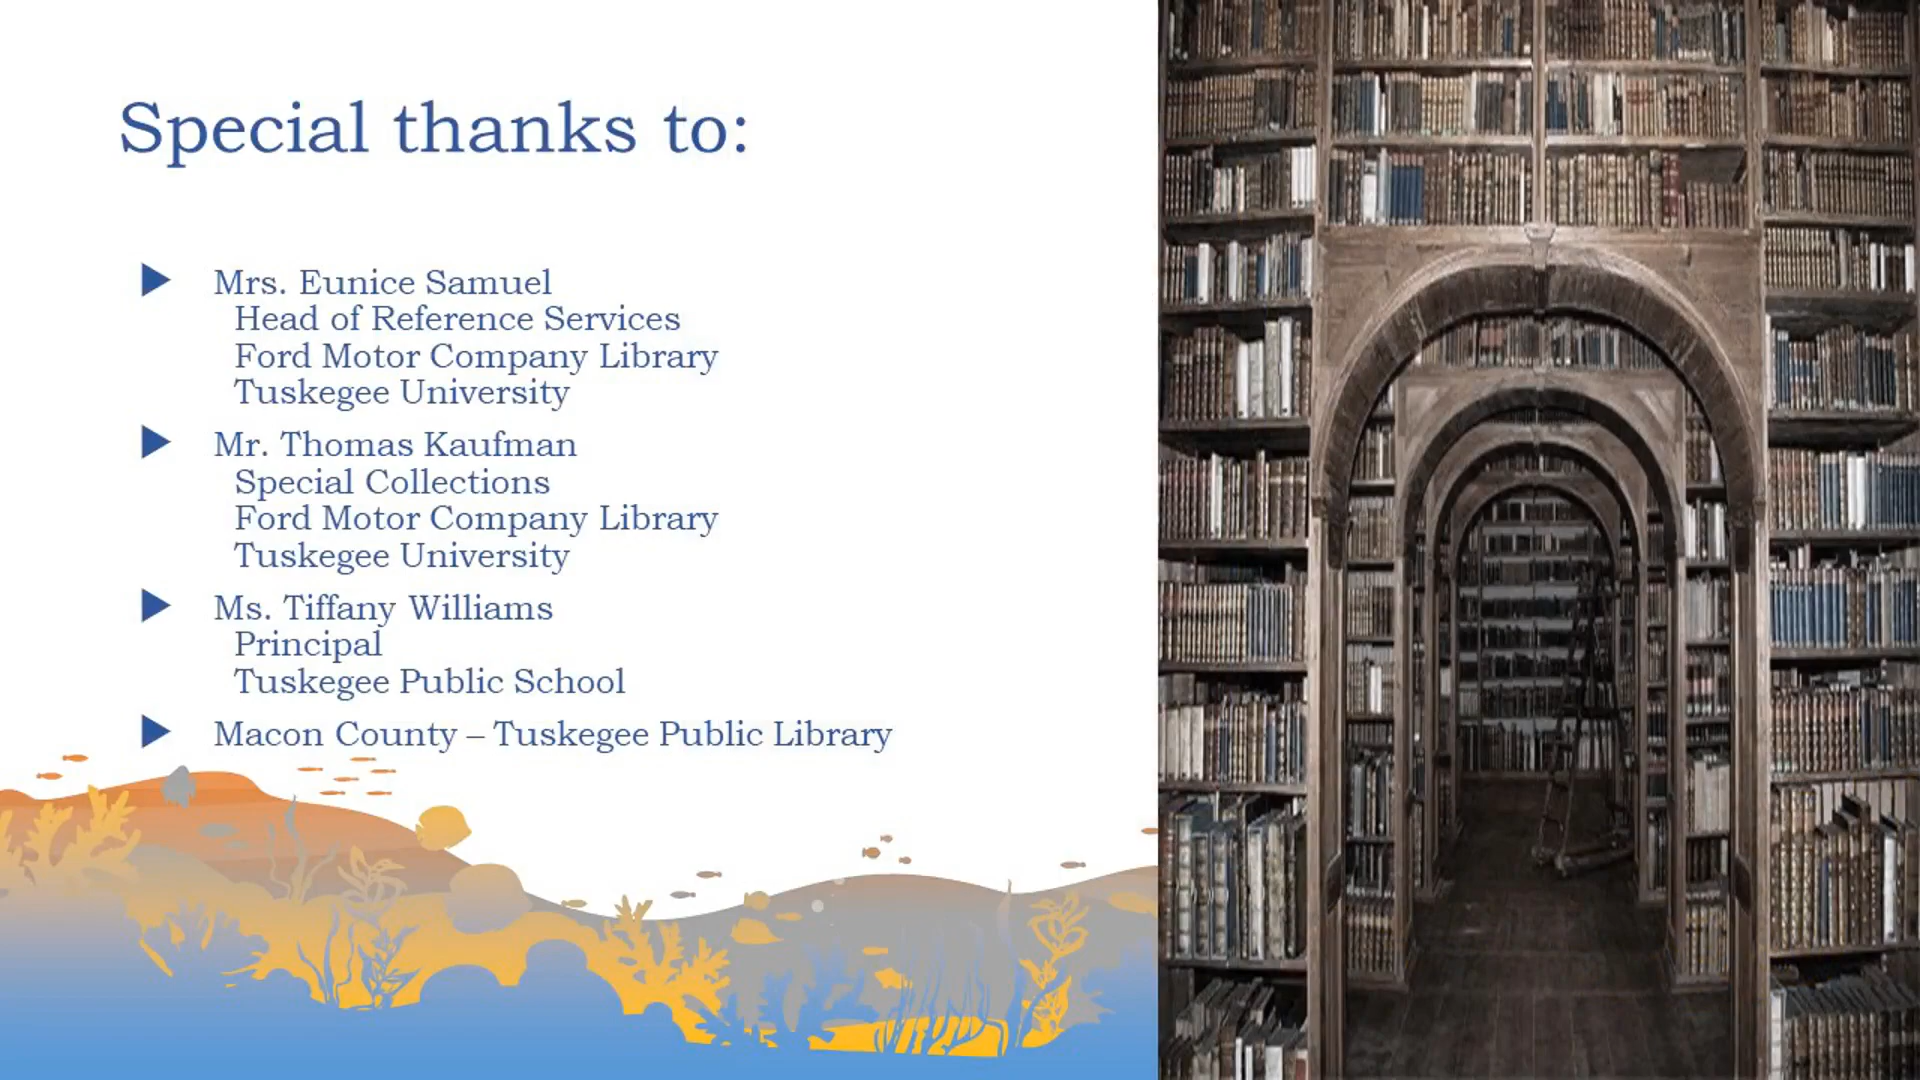 Special thanks to:
Mrs. Eunice Samuel
Head of Reference Services
Ford Motor Company Library
Tuskegee University
Mr. Thomas Kaufman
Special Collections
Ford Motor Company Library
Tuskegee University
Ms. Tiffany Williams
Principal
Tuskegee Public School
Macon County – Tuskegee Public Library